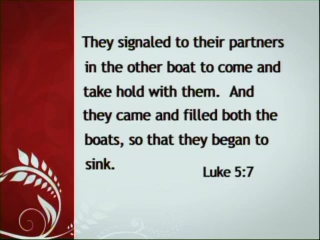 They signaled to their partners
in the other boat to come and
take hold with them.  And
they came and filled both the
boats, so that they began to
sink.
Luke 5:7